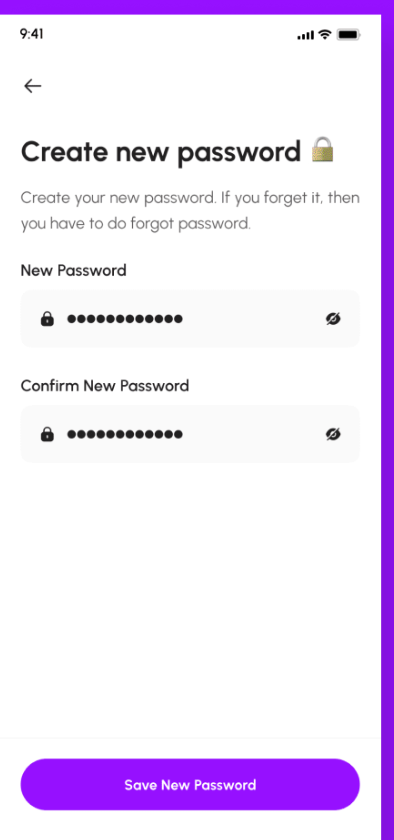 9:41
Create new password 🔒
Create your new password. If you forget it, then
you have to do forgot password.
New Password
●●●●●●●●●●●●
Confirm New Password
●●●●●●●●●●●●
Save New Password